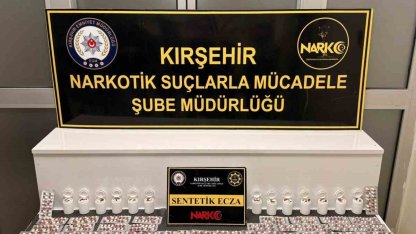 KIRŞEHİR
NARKOTİK SUÇLARLA MÜCADELE
ŞUBE MÜDÜRLÜĞÜ
NARKO
KIRŞEHİR
SENTETİK ECZA
NARKO